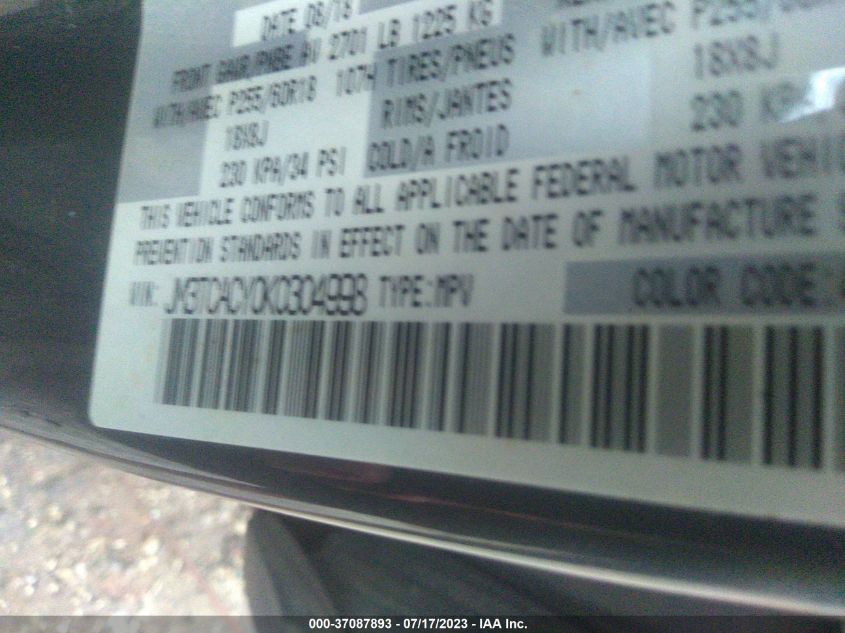 DATE 08/18
FRONT GAWR/PNBE AV 2701 LB 1225 KG
WITH/AVEC P255/60R18 107H TIRES/PNEUS WITH/AVEC P255/60
18X8J RIMS/JANTES 18X8J
230 KPA/34 PSI COLD/A FROID 230 KPA
THIS VEHICLE CONFORMS TO ALL APPLICABLE FEDERAL MOTOR VEHIC
PREVENTION STANDARDS IN EFFECT ON THE DATE OF MANUFACTURE S
VIN: JM3TCACY0K0304998 TYPE:MPV COLOR CODE:
000-37087893 - 07/17/2023 - IAA Inc.